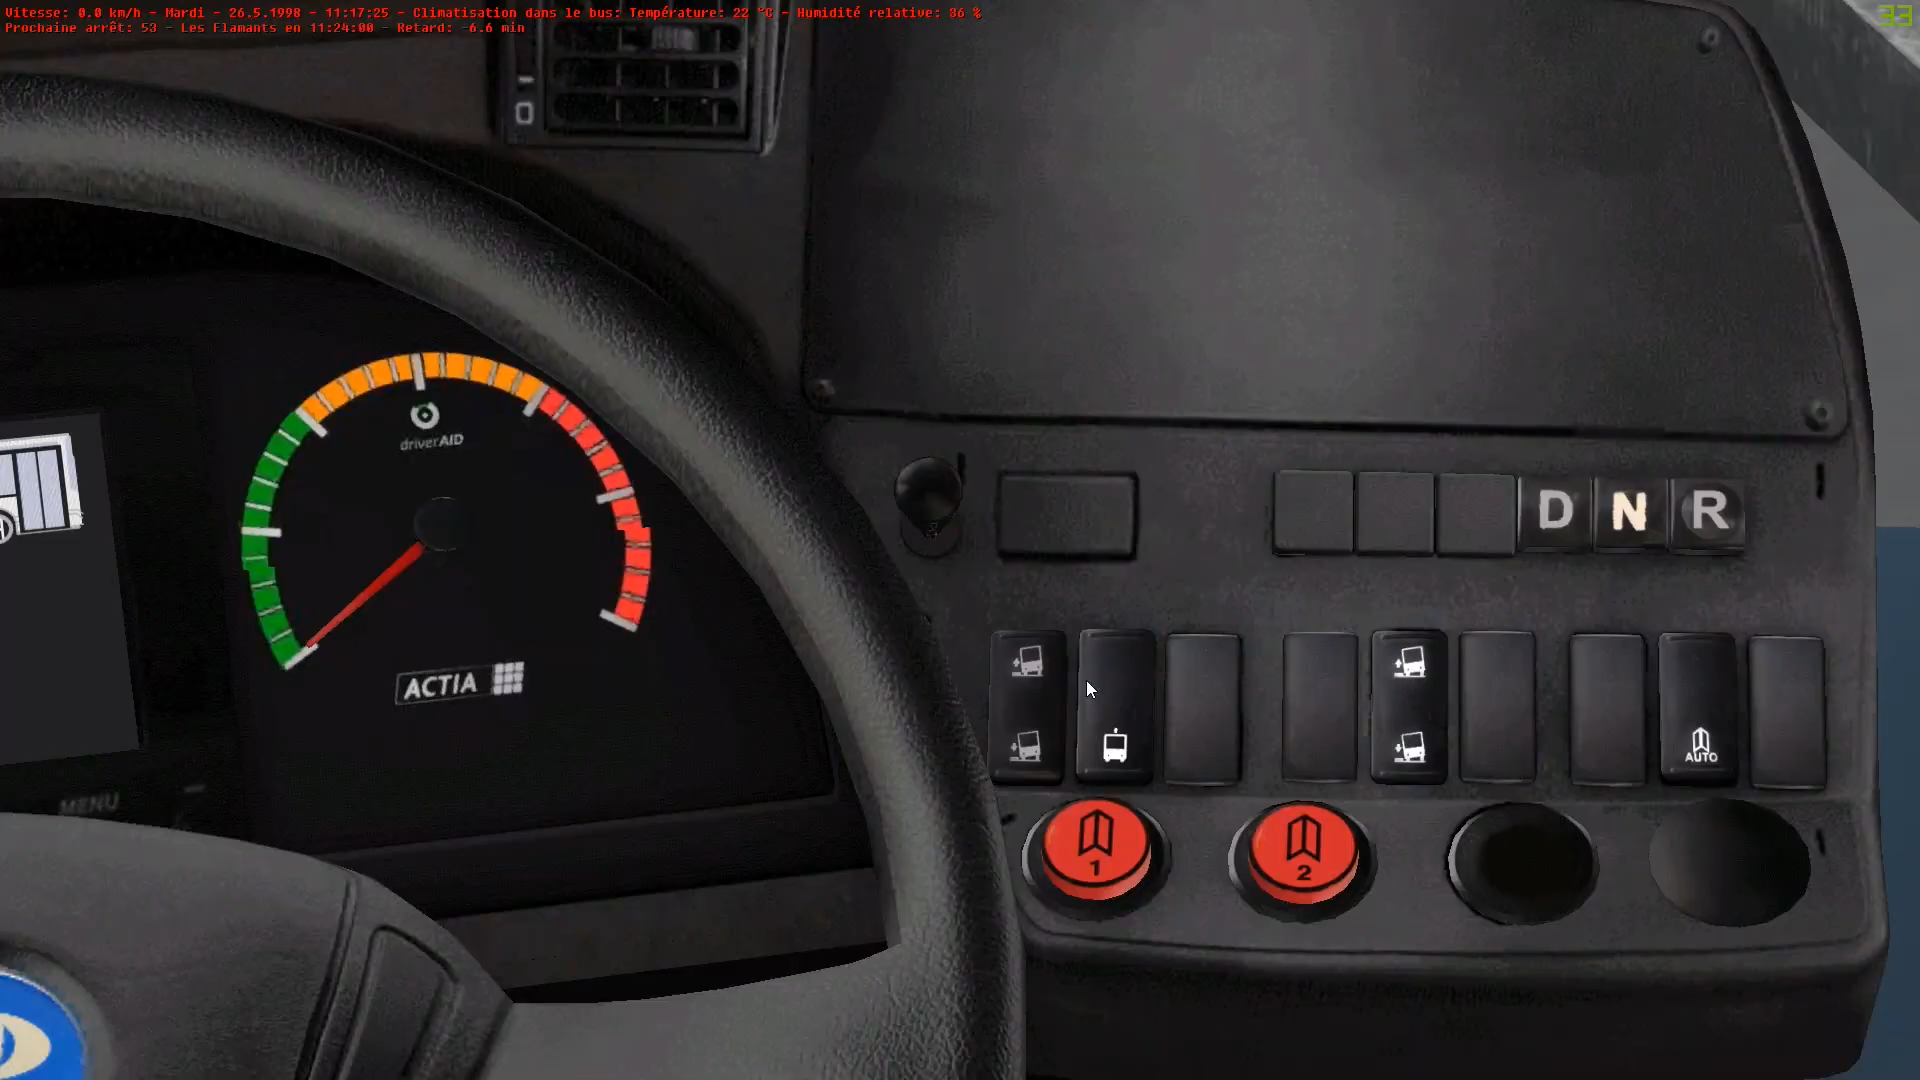 Vitesse: 0.0 km/h - Mardi - 26.5.1998 - 11:17:25 - Climatisation dans le bus: Température: 22 °C - Humidité relative: 86 %
Prochaine arrêt: 53 - Les Flamants en 11:24:00 - Retard: -6.6 min
33
0
driverAID
D N R
ACTIA
AUTO
MENU
1 2